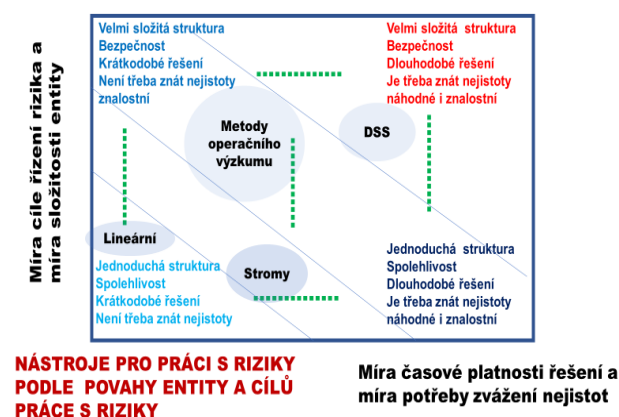 Míra cíle řízení rizika a
míra složitosti entity
Velmi složitá struktura
Bezpečnost
Krátkodobé řešení
Není třeba znát nejistoty
znalostní
Velmi složitá  struktura
Bezpečnost
Dlouhodobé řešení
Je třeba znát nejistoty
náhodné i znalostní
Metody
operačního
výzkumu
DSS
Lineární
Stromy
Jednoduchá struktura
Spolehlivost
Krátkodobé řešení
Není třeba znát nejistoty
Jednoduchá  struktura
Spolehlivost
Dlouhodobé řešení
Je třeba znát nejistoty
náhodné i znalostní
NÁSTROJE PRO PRÁCI S RIZIKY
PODLE  POVAHY ENTITY A CÍLŮ
PRÁCE S RIZIKY
Míra časové platnosti řešení a
míra potřeby zvážení nejistot